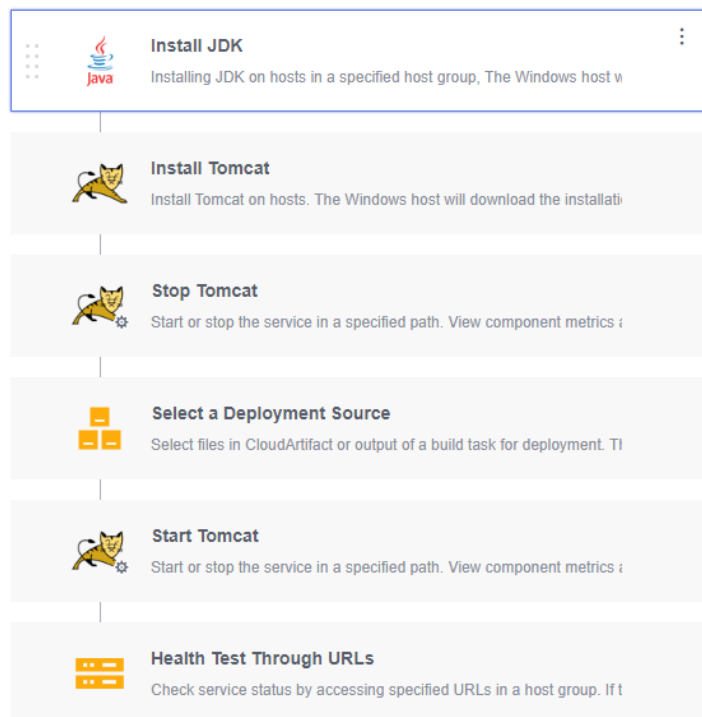 Install JDK
Java
Installing JDK on hosts in a specified host group, The Windows host
Install Tomcat
Install Tomcat on hosts. The Windows host will download the
Stop Tomcat
Start or stop the service in a specified path. View component metrics
Select a Deployment Source
Select files in CloudArtifact or output of a build task for deployment.
Start Tomcat
Start or stop the service in a specified path. View component metrics
Health Test Through URLs
Check service status by accessing specified URLs in a host group. If